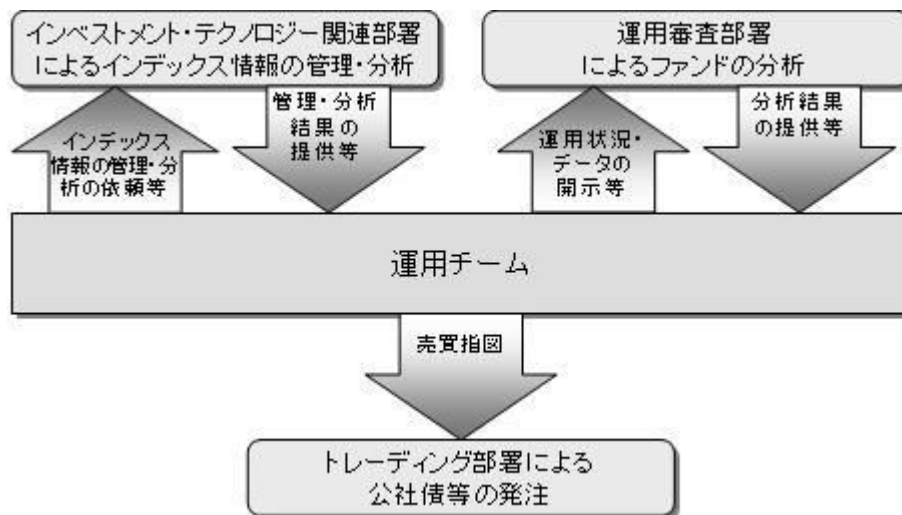 インベストメント・テクノロジー関連部署
によるインデックス情報の管理・分析
運用審査部署
によるファンドの分析
インデックス
情報の管理・分
析の依頼等
管理・分析
結果の
提供等
運用状況・
データの
開示等
分析結果
の提供等
運用チーム
売買指図
トレーディング部署による
公社債等の発注